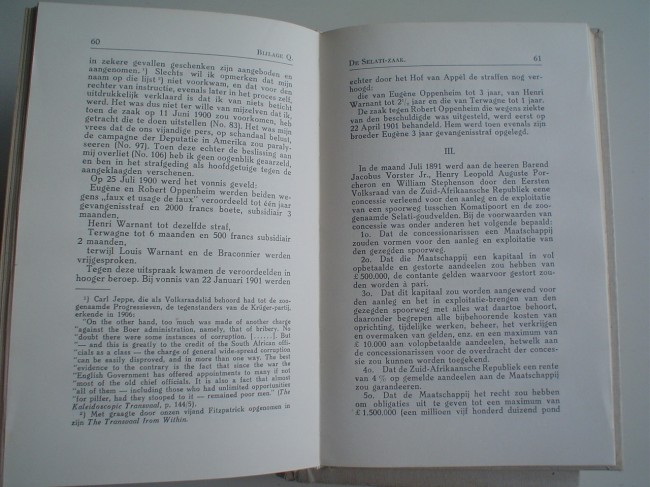 60
BIJLAGE Q.
in zekere gevallen geschenken zijn aangeboden en
aangenomen. ¹) Slechts wil ik opmerken dat mijn
naam op die lijst ²) niet voorkwam, en dat voor den
rechter van instructie, evenals later in het proces zelf,
uitdrukkelijk verklaard is dat ik van niets beticht
werd. Het was dus niet ter wille van mijzelven dat ik
toen de zaak op 11 Juni 1900 zou voorkomen, heb
getracht die te doen uitstellen (No. 83). Het was mijn
vrees dat de ons vijandige pers, op schandaal belust,
de campagne der Deputatie in Amerika zou paraly-
seeren (No. 97). Toen deze echter de beslissing aan
mij overliet (No. 106) heb ik geen oogenblik geaarzeld,
en ben in het strafgeding als hoofdgetuige tegen de
aangeklaagden verschenen.
Op 25 Juli 1900 werd het vonnis geveld:
Eugène en Robert Oppenheim werden beiden we-
gens „faux et usage de faux" veroordeeld tot één jaar
gevangenisstraf en 2000 francs boete, subsidiair 3
maanden,
Henri Warnant tot dezelfde straf,
Terwagne tot 6 maanden en 500 francs subsidiair
2 maanden,
terwijl Louis Warnant en de Braconnier werden
vrijgesproken.
Tegen deze uitspraak kwamen de veroordeelden in
hooger beroep. Bij vonnis van 22 Januari 1901 werden
¹) Carl Jeppe, die als Volksraadslid behoord had tot de zoo-
genaamde Progressieven, de tegenstanders van de Krüger-partij,
erkende in 1906:
"On the other hand, too much was made of the charge
"against the Boer administration, namely, that of bribery. No
"doubt there were some instances of corruption. [. . . . .] But
"— and this is greatly to the credit of the South African offi-
"cials as a class — the charge of general wide-spread corruption
"can be easily disproved, and in more than one way. The best
"evidence to the contrary is the fact that since the war the
"English Government has offered appointments to many if not
"most of the old chief officials. It is also a fact that almost
"all of them — including those who had unlimited opportunities
"for pilfer, had they stooped to it — remained poor men." (The
Kaleidoscopic Transvaal, p. 144/5).
²) Met graagte door onzen vijand Fitzpatrick opgenomen in
zijn The Transvaal from Within.
DE SELATI-ZAAK.
61
echter door het Hof van Appel de straffen nog ver-
hoogd:
die van Eugène Oppenheim tot 3 jaar, van Henri
Warnant tot 2½ jaar en die van Terwagne tot 1 jaar.
De zaak tegen Robert Oppenheim die wegens ziekte
van den beschuldigde was uitgesteld, werd eerst op
22 April 1901 behandeld. Hem werd toen evenals zijn
broeder Eugène 3 jaar gevangenisstraf opgelegd.
III.
In de maand Juli 1891 werd aan de heeren Barend
Jacobus Vorster Jr., Henry Leopold Auguste Por-
cheron en William Stephenson door den Eersten
Volksraad van de Zuid-Afrikaansche Republiek eene
concessie verleend voor den aanleg en de exploitatie
van een spoorweg tusschen Komatipoort en de zooge-
naamde Selati-goudvelden. Bij de voorwaarden van
concessie was onder anderen het volgende bepaald:
1o. Dat de concessionarissen een Maatschappij
zouden vormen voor den aanleg en exploitatie van den
gezegden spoorweg.
2o. Dat die Maatschappij een kapitaal in vol
opbetaalde en gestorte aandeelen zou hebben van
£ 500.000, de contante gelden waarvoor gestort zou-
den worden à pari.
3o. Dat dit kapitaal zou worden aangewend voor
den aanleg en het in exploitatie-brengen van den
gezegden spoorweg met alles wat daartoe behoort,
daaronder begrepen alle bijbehoorende kosten van
oprichting, tijdelijke werken, beheer, het verkrijgen
en overmaken van gelden, enz. en een maximum van
£ 10.000 aan volopbetaalde aandeelen, hetwelk aan
de concessionarissen voor de overdracht der conces-
sie zou kunnen worden toegekend.
4o. Dat de Zuid-Afrikaansche Republiek een rente
van 4 % op gemelde aandeelen aan de Maatschappij
zou garandeeren.
5o. Dat de Maatschappij het recht zou hebben
om obligaties uit te geven tot een maximum van
£ 1.500.000 (een millioen vijf honderd duizend pond